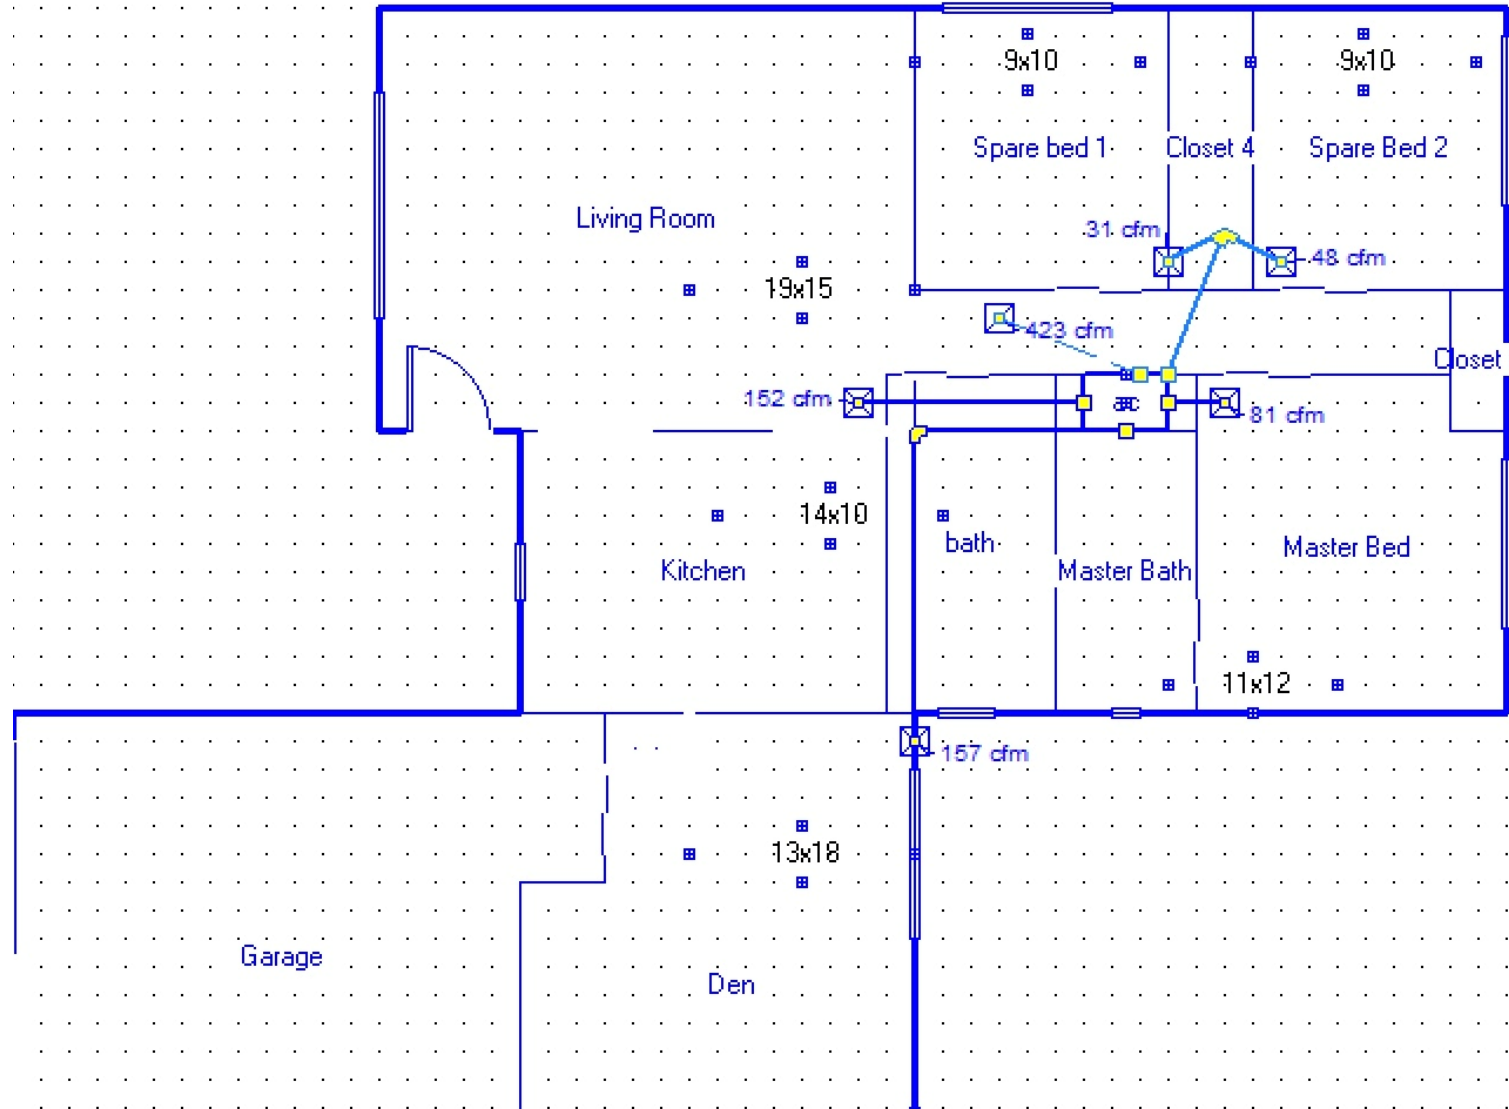 9x10
9x10
Spare bed 1
Closet 4
Spare Bed 2
Living Room
31 cfm
48 cfm
19x15
423 cfm
Closet
152 cfm
81 cfm
14x10
bath
Master Bed
Kitchen
Master Bath
11x12
157 cfm
13x18
Garage
Den